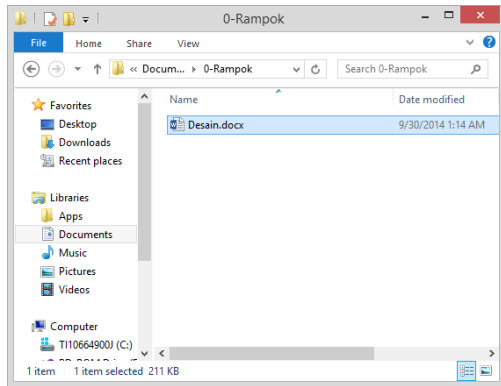 0-Rampok
File Home Share View
« Docum... 0-Rampok Search 0-Rampok
Name Date modified
Desain.docx 9/30/2014 1:14 AM
Favorites
Desktop
Downloads
Recent places
Libraries
Apps
Documents
Music
Pictures
Videos
Computer
TI10664900J (C:)
1 item 1 item selected 211 KB